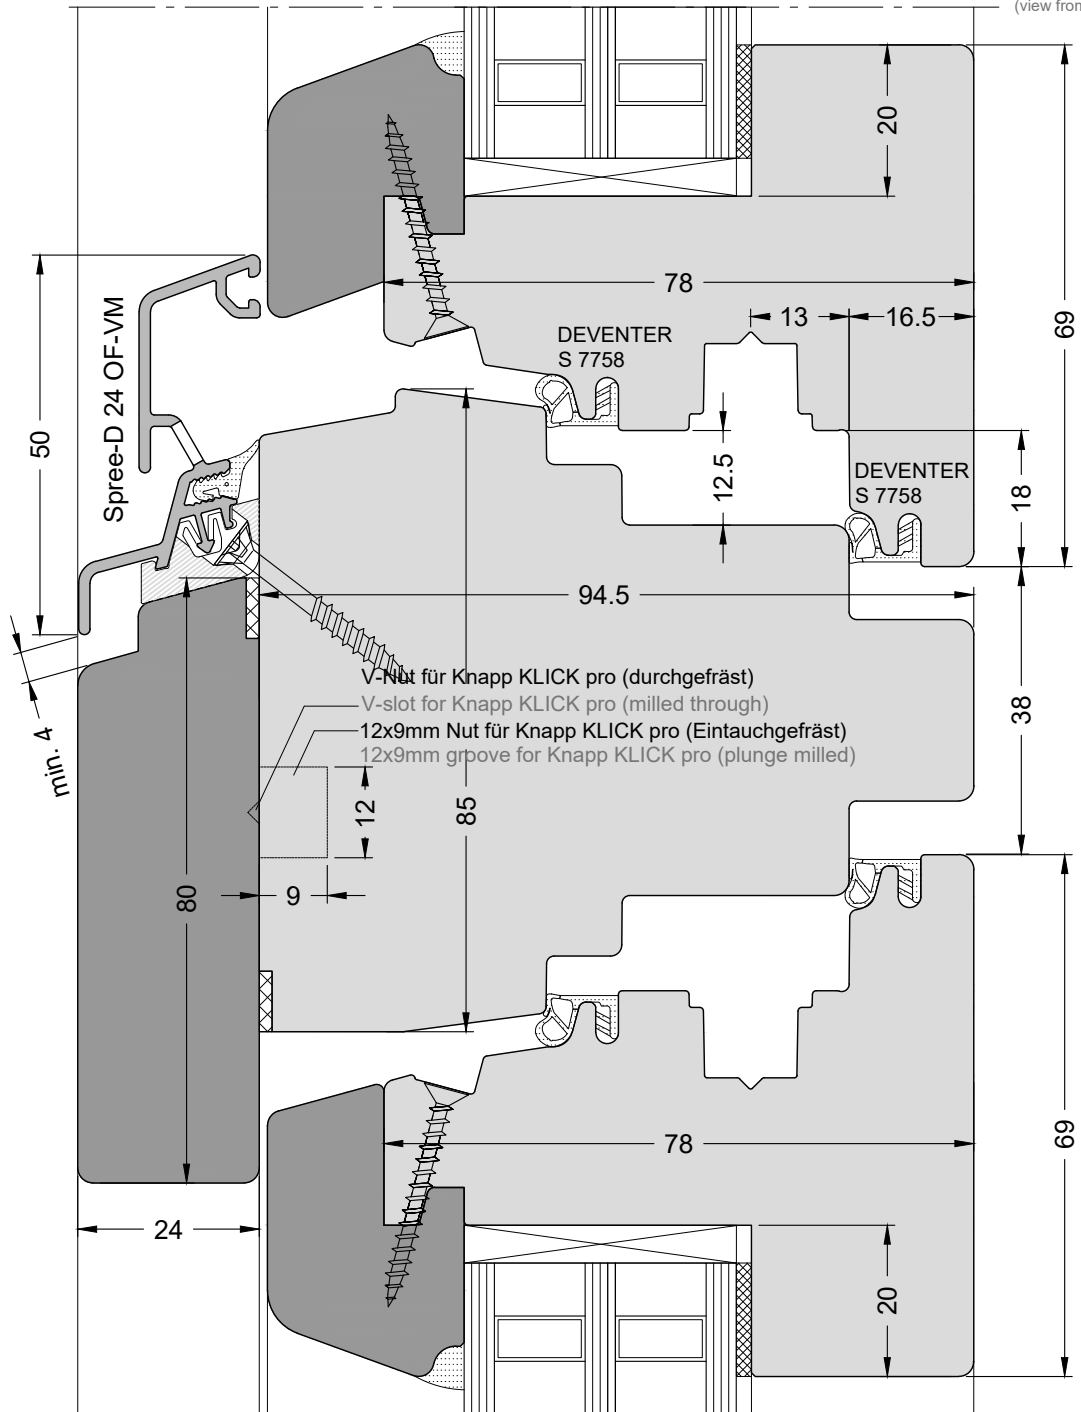 (view from
20
78
13
16.5
69
DEVENTER
S 7758
Spree-D 24 OF-VM
50
12.5
DEVENTER
S 7758
18
94.5
V-Nut für Knapp KLICK pro (durchgefräst)
V-slot for Knapp KLICK pro (milled through)
12x9mm Nut für Knapp KLICK pro (Eintauchgefräst)
12x9mm groove for Knapp KLICK pro (plunge milled)
38
min. 4
12
85
80
9
78
69
24
20